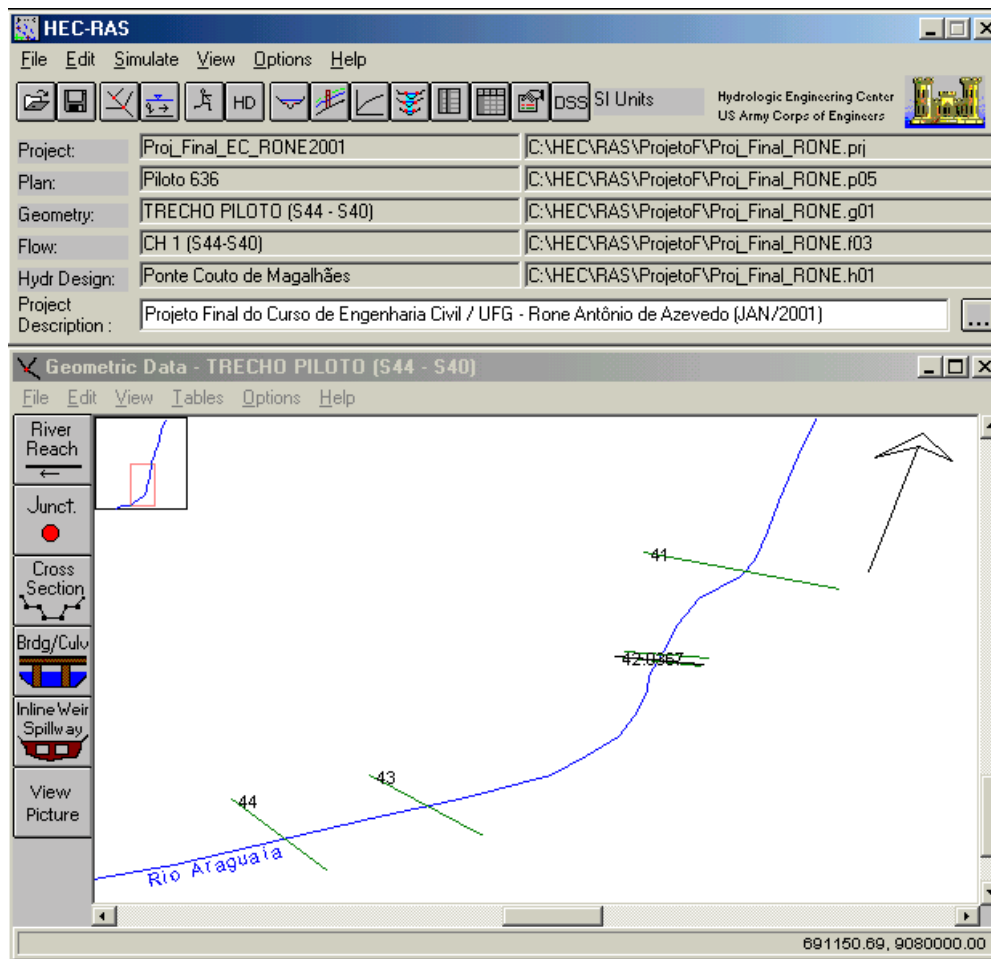 HEC-RAS
File Edit Simulate View Options Help
HD DSS SI Units Hydrologic Engineering Center
US Army Corps of Engineers
Project: Proj_Final_EC_RONE2001 C:\HEC\RAS\ProjetoF\Proj_Final_RONE.prj
Plan: Piloto 636 C:\HEC\RAS\ProjetoF\Proj_Final_RONE.p05
Geometry: TRECHO PILOTO (S44 - S40) C:\HEC\RAS\ProjetoF\Proj_Final_RONE.g01
Flow: CH 1 (S44-S40) C:\HEC\RAS\ProjetoF\Proj_Final_RONE.f03
Hydr Design: Ponte Couto de Magalhães C:\HEC\RAS\ProjetoF\Proj_Final_RONE.h01
Project
Description : Projeto Final do Curso de Engenharia Civil / UFG - Rone Antônio de Azevedo (JAN/2001) ...
Geometric Data - TRECHO PILOTO (S44 - S40)
File Edit View Tables Options Help
River
Reach
Junct.
Cross
Section
Brdg/Culv
Inline Weir
Spillway
View
Picture
41
42.0367
43
44
Rio Araguaia
691150.69, 9080000.00